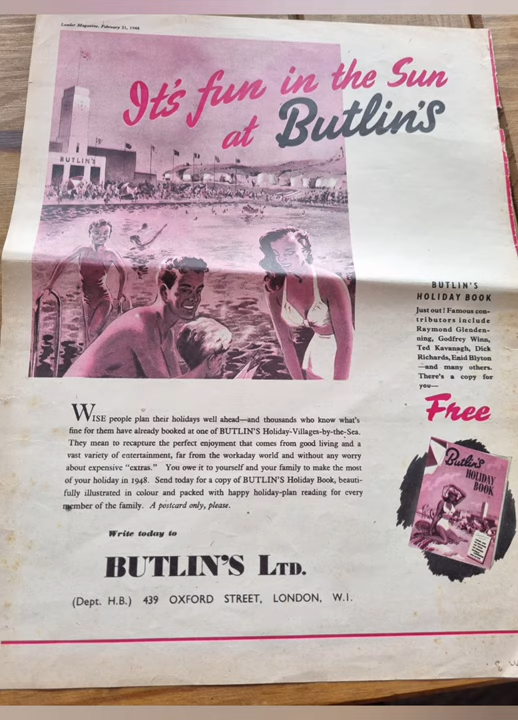 Leader Magazine, February 21, 1948
It's fun in the Sun
at Butlin's
BUTLIN'S
BUTLIN'S
HOLIDAY BOOK
Just out! Famous con-
tributors include
Raymond Glenden-
ning, Godfrey Winn,
Ted Kavanagh, Dick
Richards, Enid Blyton
—and many others.
There's a copy for
you—
Free
Butlin's
HOLIDAY
BOOK
WISE people plan their holidays well ahead—and thousands who know what's
fine for them have already booked at one of BUTLIN'S Holiday-Villages-by-the-Sea.
They mean to recapture the perfect enjoyment that comes from good living and a
vast variety of entertainment, far from the workaday world and without any worry
about expensive "extras." You owe it to yourself and your family to make the most
of your holiday in 1948. Send today for a copy of BUTLIN'S Holiday Book, beauti-
fully illustrated in colour and packed with happy holiday-plan reading for every
member of the family. A postcard only, please.
Write today to
BUTLIN'S LTD.
(Dept. H.B.) 439 OXFORD STREET, LONDON, W.1.